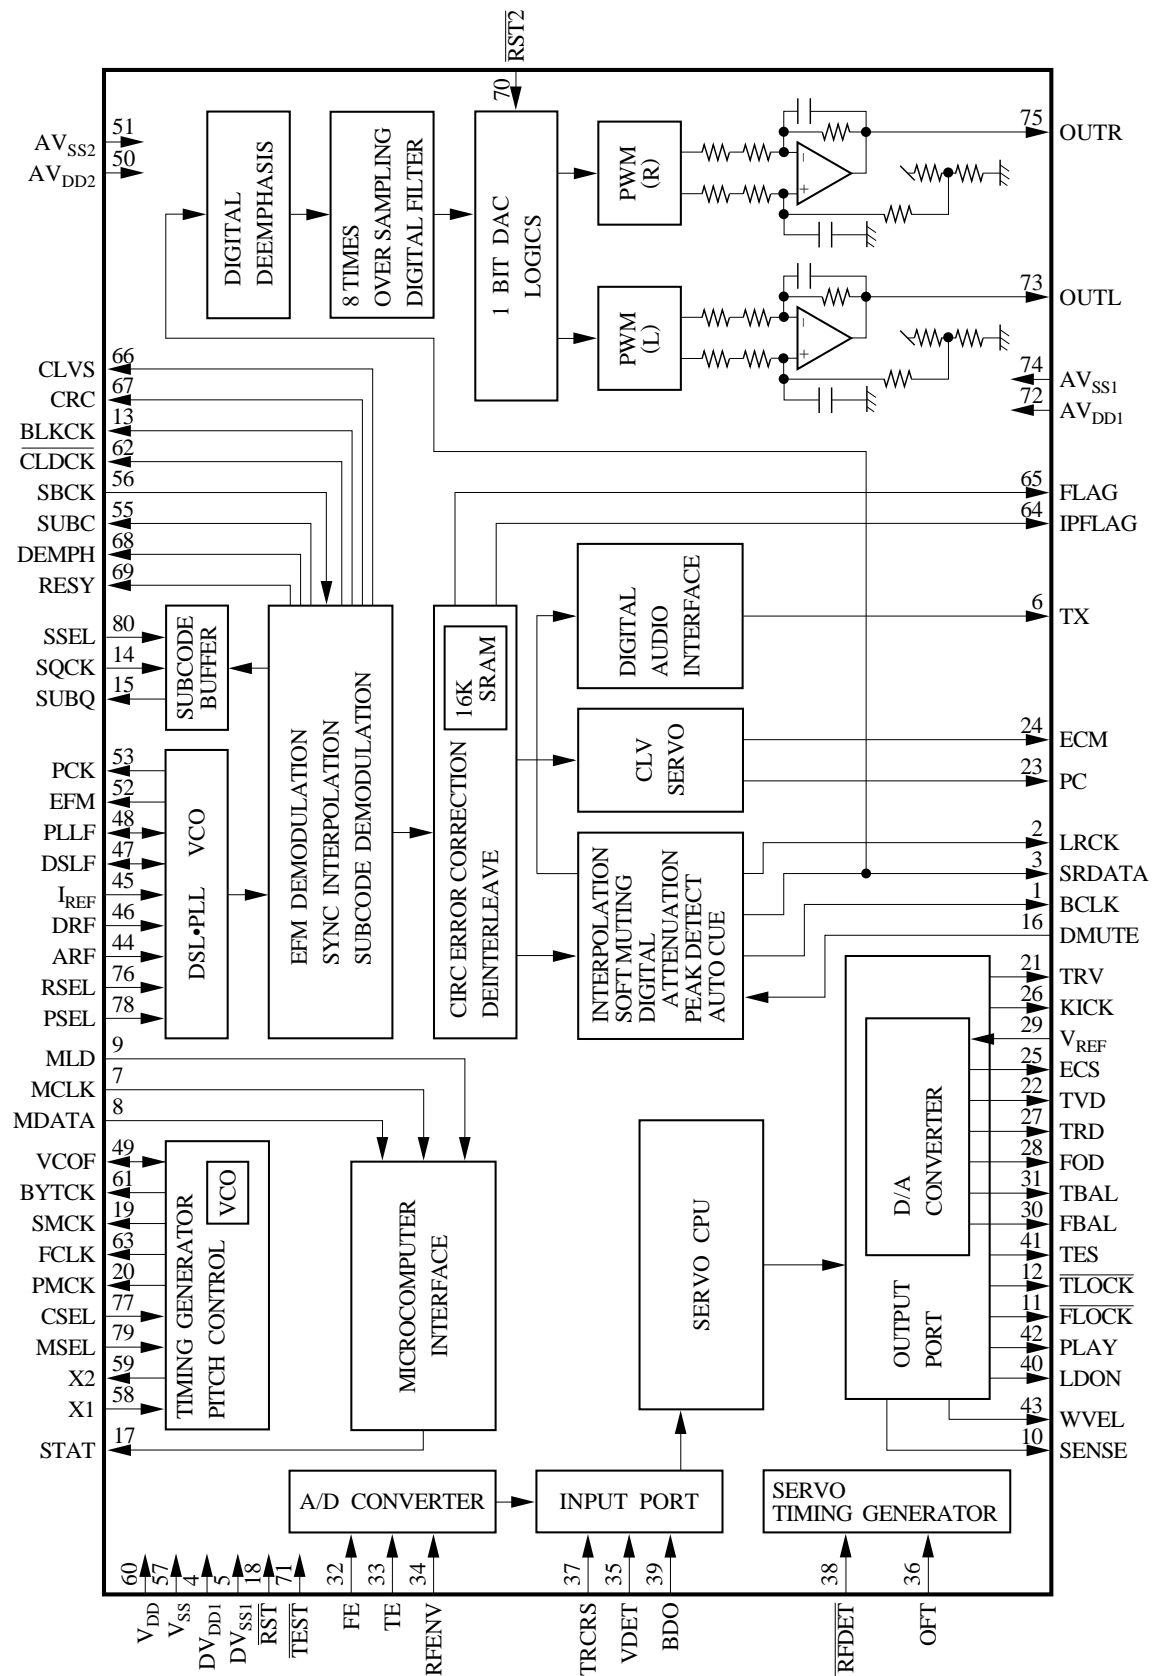 R̅S̅T̅2̅
70
51
AVSS2
50
AVDD2
DIGITAL
DEEMPHASIS
8 TIMES
OVER SAMPLING
DIGITAL FILTER
1 BIT DAC
LOGICS
PWM
(R)
PWM
(L)
-
+
-
+
75
OUTR
73
OUTL
74
AVSS1
72
AVDD1
66
CLVS
67
CRC
13
BLKCK
62
C̅L̅D̅C̅K̅
56
SBCK
55
SUBC
68
DEMPH
69
RESY
80
SSEL
14
SQCK
15
SUBQ
SUBCODE
BUFFER
53
PCK
52
EFM
48
PLLF
47
DSLF
45
IREF
46
DRF
44
ARF
76
RSEL
78
PSEL
DSL•PLL VCO
EFM DEMODULATION
SYNC INTERPOLATION
SUBCODE DEMODULATION
16K
SRAM
CIRC ERROR CORRECTION
DEINTERLEAVE
DIGITAL
AUDIO
INTERFACE
CLV
SERVO
INTERPOLATION
SOFT MUTING
DIGITAL
ATTENUATION
PEAK DETECT
AUTO CUE
65
FLAG
64
IPFLAG
6
TX
24
ECM
23
PC
2
LRCK
3
SRDATA
1
BCLK
16
DMUTE
21
TRV
26
KICK
29
VREF
25
ECS
22
TVD
27
TRD
28
FOD
31
TBAL
30
FBAL
41
TES
12
T̅L̅O̅C̅K̅
11
F̅L̅O̅C̅K̅
42
PLAY
40
LDON
43
WVEL
10
SENSE
D/A
CONVERTER
OUTPUT
PORT
SERVO CPU
9
MLD
7
MCLK
8
MDATA
49
VCOF
61
BYTCK
19
SMCK
63
FCLK
20
PMCK
77
CSEL
79
MSEL
59
X2
58
X1
17
STAT
VCO
TIMING GENERATOR
PITCH CONTROL
MICROCOMPUTER
INTERFACE
A/D CONVERTER
INPUT PORT
SERVO
TIMING GENERATOR
60
VDD
57
VSS
4
DVDD1
5
DVSS1
18
R̅S̅T̅
71
T̅E̅S̅T̅
32
FE
33
TE
34
RFENV
37
TRCRS
35
VDET
39
BDO
38
R̅F̅D̅E̅T̅
36
OFT